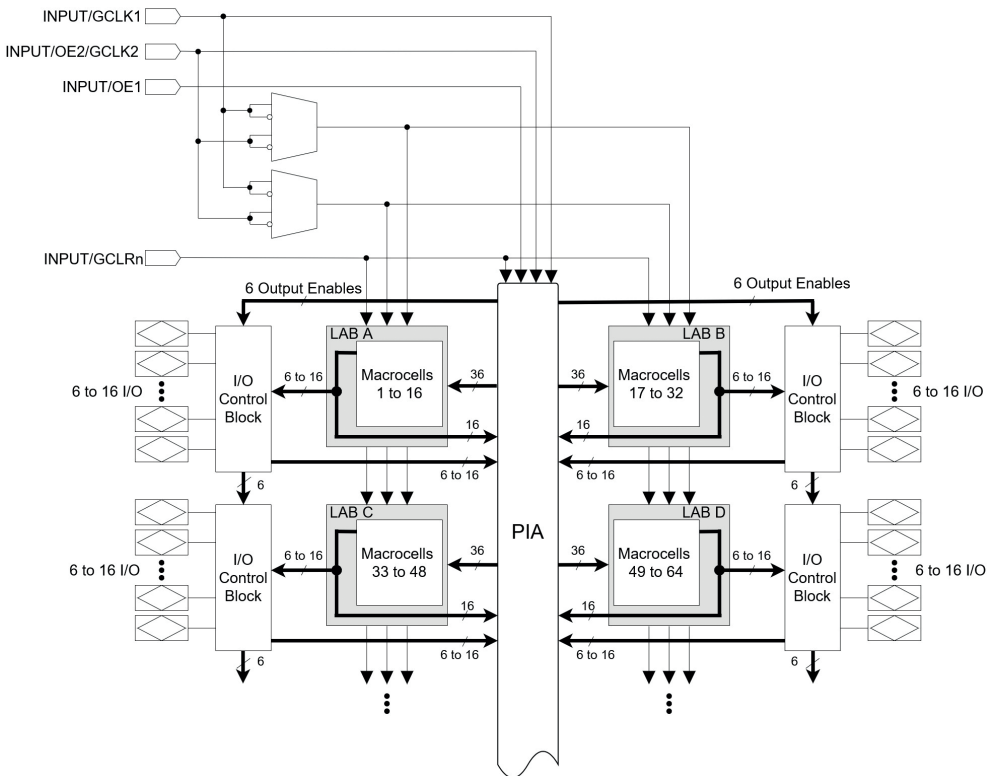 INPUT/GCLK1
INPUT/OE2/GCLK2
INPUT/OE1
INPUT/GCLRn
6 Output Enables
6 Output Enables
LAB A
LAB B
6 to 16 I/O
I/O
Control
Block
6 to 16
Macrocells
1 to 16
36
36
Macrocells
17 to 32
6 to 16
I/O
Control
Block
6 to 16 I/O
16
16
6 to 16
6 to 16
6
6
LAB C
PIA
LAB D
6 to 16 I/O
I/O
Control
Block
6 to 16
Macrocells
33 to 48
36
36
Macrocells
49 to 64
6 to 16
I/O
Control
Block
6 to 16 I/O
16
16
6 to 16
6 to 16
6
6